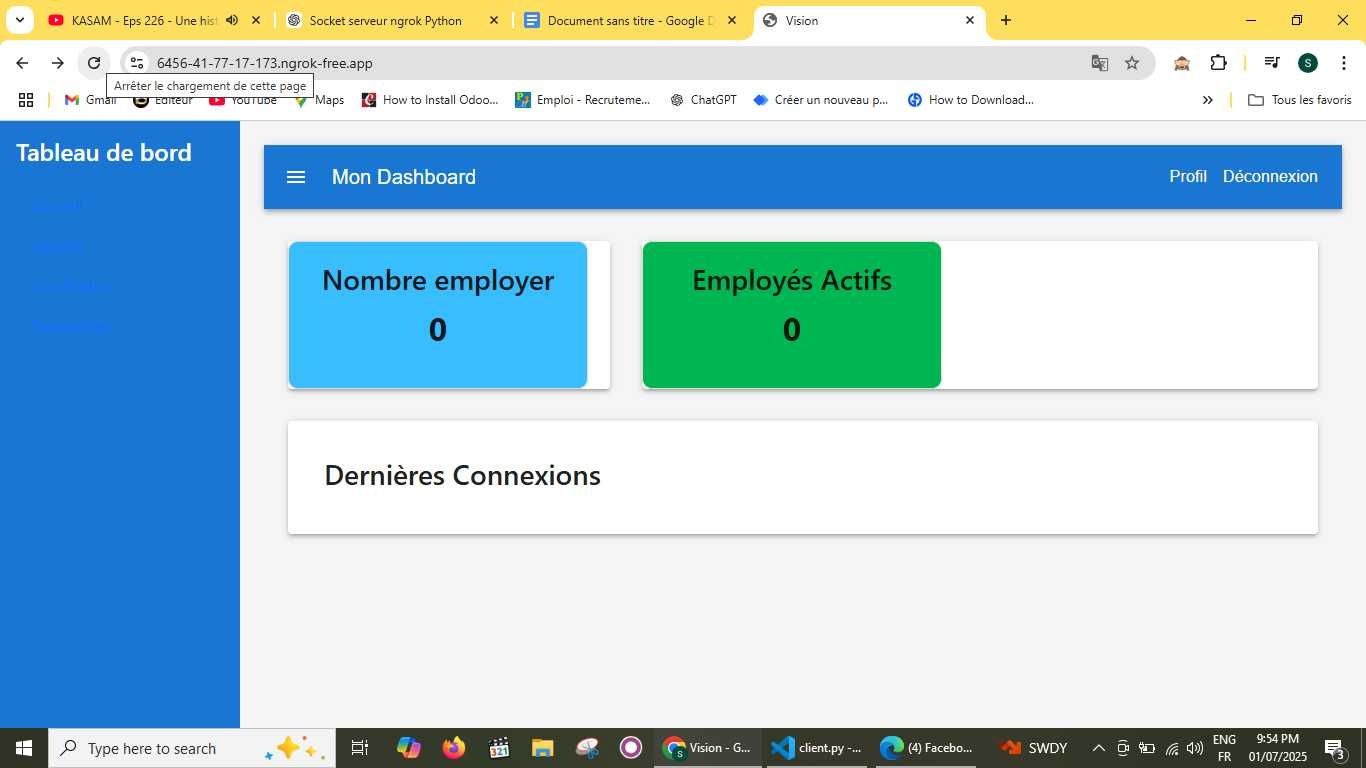 KASAM - Eps 226 - Une hist
Socket serveur ngrok Python
Document sans titre - Google D
Vision
6456-41-77-17-173.ngrok-free.app
Arrêter le chargement de cette page
Gmail
Editeur
YouTube
Maps
How to Install Odoo...
Emploi - Recruteme...
ChatGPT
Créer un nouveau p...
How to Download...
Tous les favoris
S
Tableau de bord
Mon Dashboard
Profil
Déconnexion
Nombre employer
0
Employés Actifs
0
Dernières Connexions
Type here to search
321
Vision - G...
client.py -...
(4) Facebo...
SWDY
ENG
FR
9:54 PM
01/07/2025
3